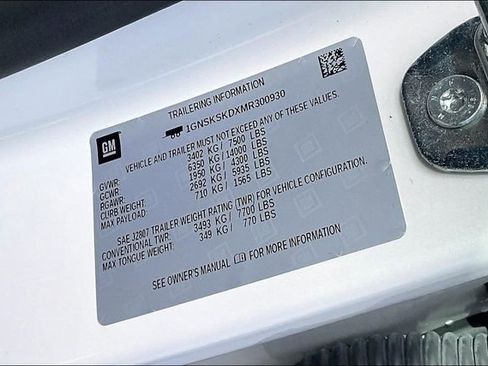 TRAILERING INFORMATION
1GNSKSKDXMR300930
GM
VEHICLE AND TRAILER MUST NOT EXCEED ANY OF THESE VALUES.
GVWR: 3402 KG / 7500 LBS
GCWR: 6350 KG / 14000 LBS
RGAWR: 1950 KG / 4300 LBS
CURB WEIGHT: 2692 KG / 5935 LBS
MAX PAYLOAD: 710 KG / 1565 LBS
SAE J2807 TRAILER WEIGHT RATING (TWR) FOR VEHICLE CONFIGURATION.
CONVENTIONAL TWR: 3493 KG / 7700 LBS
MAX TONGUE WEIGHT: 349 KG / 770 LBS
SEE OWNER'S MANUAL FOR MORE INFORMATION